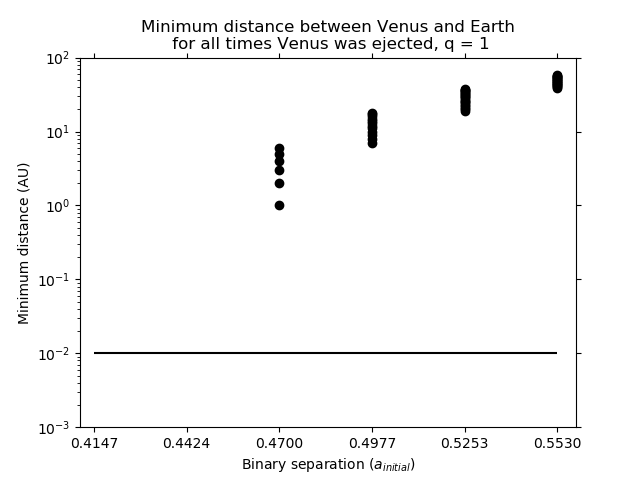 Minimum distance between Venus and Earth
for all times Venus was ejected, q = 1
Minimum distance (AU)
10²
10¹
10⁰
10⁻¹
10⁻²
10⁻³
0.4147 0.4424 0.4700 0.4977 0.5253 0.5530
Binary separation (a_initial)